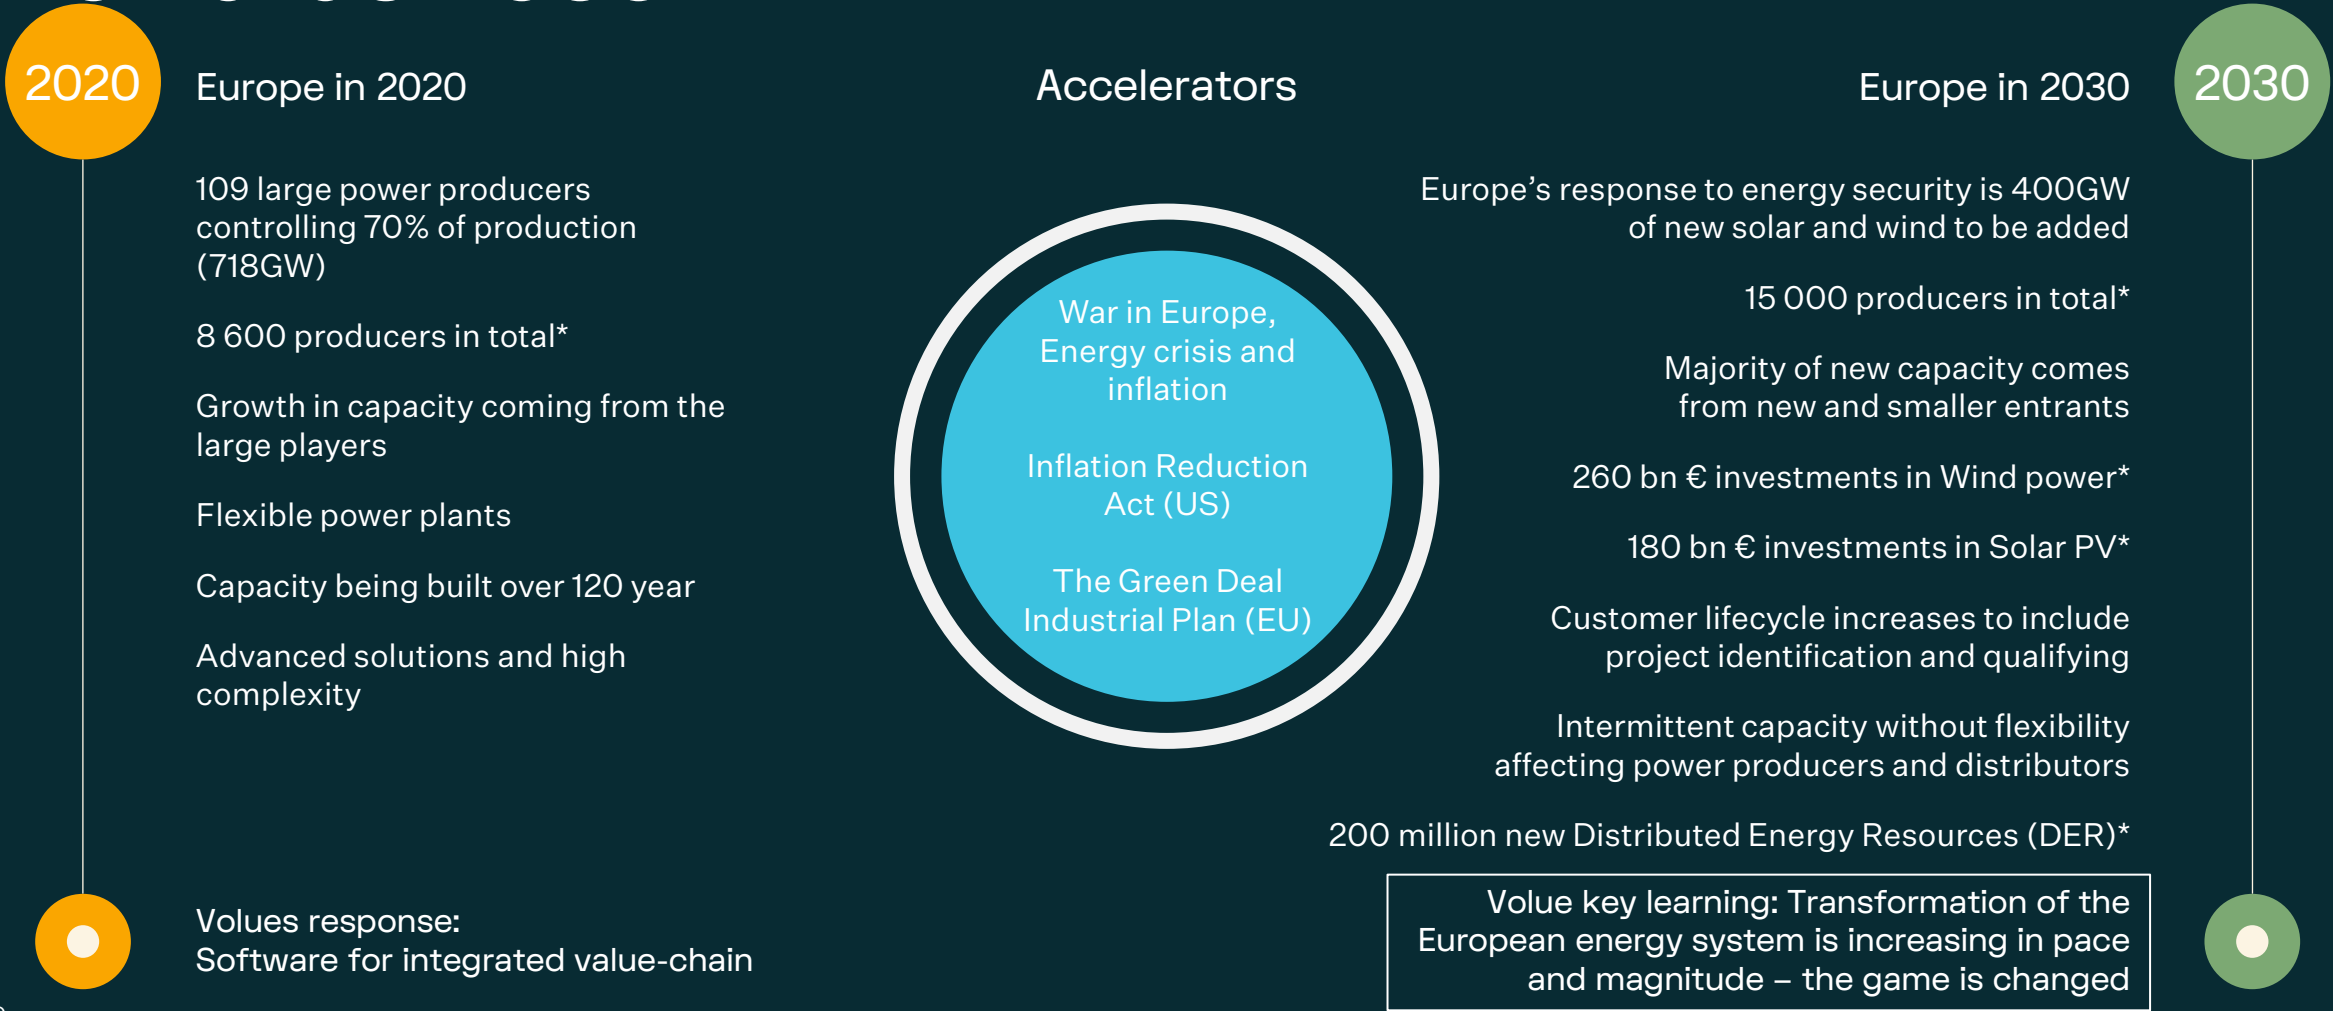 2020
Europe in 2020
109 large power producers
controlling 70% of production
(718GW)
8 600 producers in total*
Growth in capacity coming from the
large players
Flexible power plants
Capacity being built over 120 year
Advanced solutions and high
complexity
Volues response:
Software for integrated value-chain
Accelerators
War in Europe,
Energy crisis and
inflation
Inflation Reduction
Act (US)
The Green Deal
Industrial Plan (EU)
Europe in 2030
2030
Europe’s response to energy security is 400GW
of new solar and wind to be added
15 000 producers in total*
Majority of new capacity comes
from new and smaller entrants
260 bn € investments in Wind power*
180 bn € investments in Solar PV*
Customer lifecycle increases to include
project identification and qualifying
Intermittent capacity without flexibility
affecting power producers and distributors
200 million new Distributed Energy Resources (DER)*
Volue key learning: Transformation of the
European energy system is increasing in pace
and magnitude – the game is changed